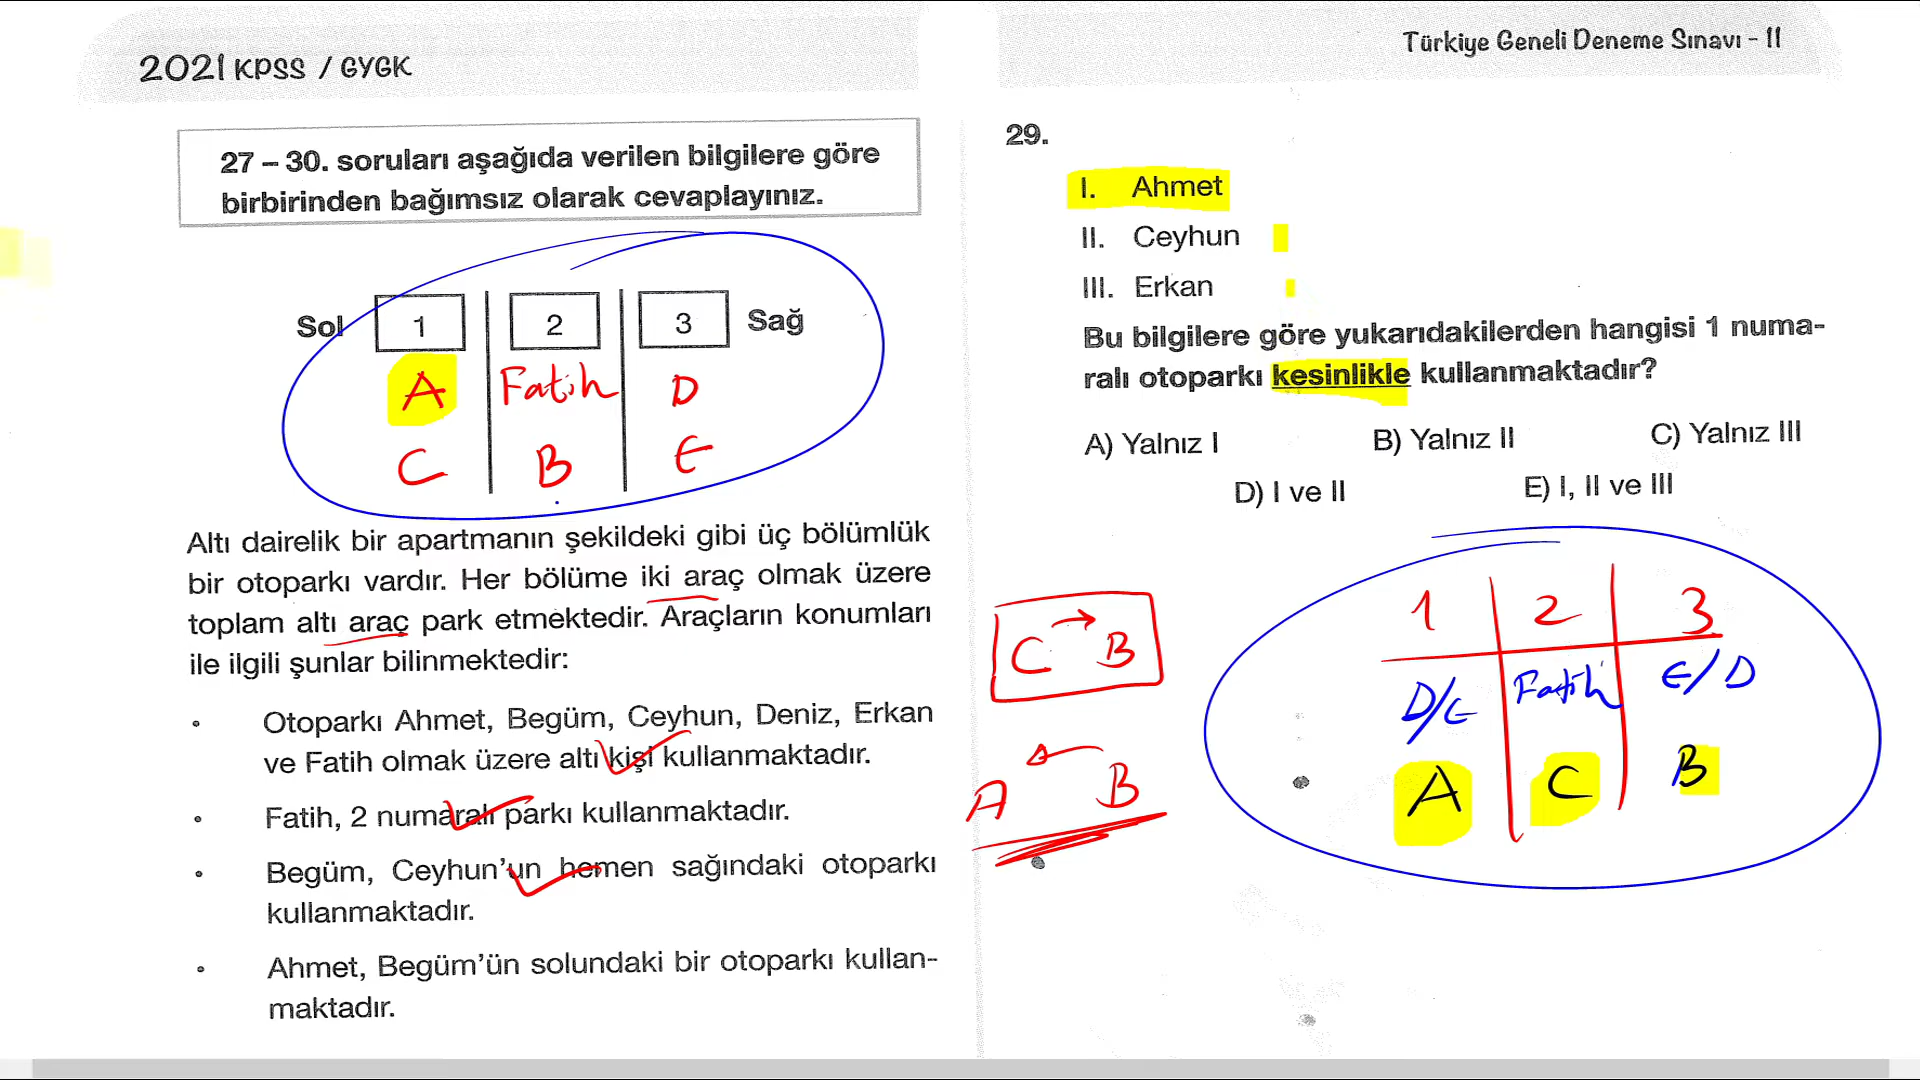 2021 KPSS / GYGK
Türkiye Geneli Deneme Sınavı - 11
27 – 30. soruları aşağıda verilen bilgilere göre
birbirinden bağımsız olarak cevaplayınız.
Sol 1 2 3 Sağ
A Fatih D
C B E
Altı dairelik bir apartmanın şekildeki gibi üç bölümlük
bir otoparkı vardır. Her bölüme iki araç olmak üzere
toplam altı araç park etmektedir. Araçların konumları
ile ilgili şunlar bilinmektedir:
• Otoparkı Ahmet, Begüm, Ceyhun, Deniz, Erkan
ve Fatih olmak üzere altı kişi kullanmaktadır.
• Fatih, 2 numaralı parkı kullanmaktadır.
• Begüm, Ceyhun'un hemen sağındaki otoparkı
kullanmaktadır.
• Ahmet, Begüm'ün solundaki bir otoparkı kullan-
maktadır.
29.
I. Ahmet
II. Ceyhun
III. Erkan
Bu bilgilere göre yukarıdakilerden hangisi 1 numa-
ralı otoparkı kesinlikle kullanmaktadır?
A) Yalnız I B) Yalnız II C) Yalnız III
D) I ve II E) I, II ve III
C → B
A ← B
1 2 3
D/E Fatih E/D
A C B